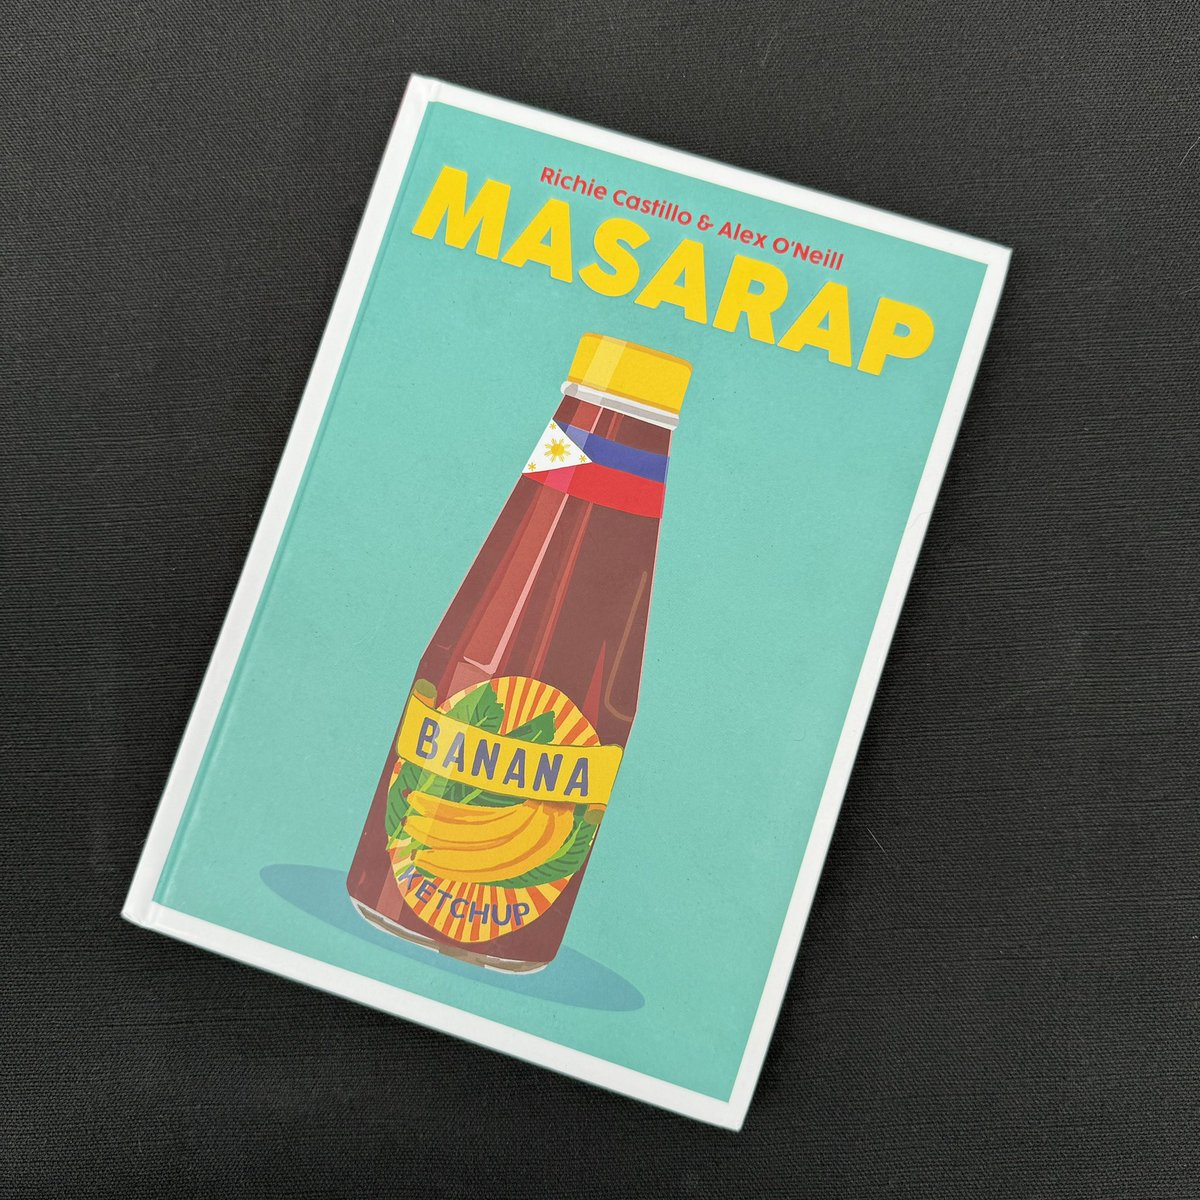 Richie Castillo & Alex O'Neill
MASARAP
BANANA
KETCHUP